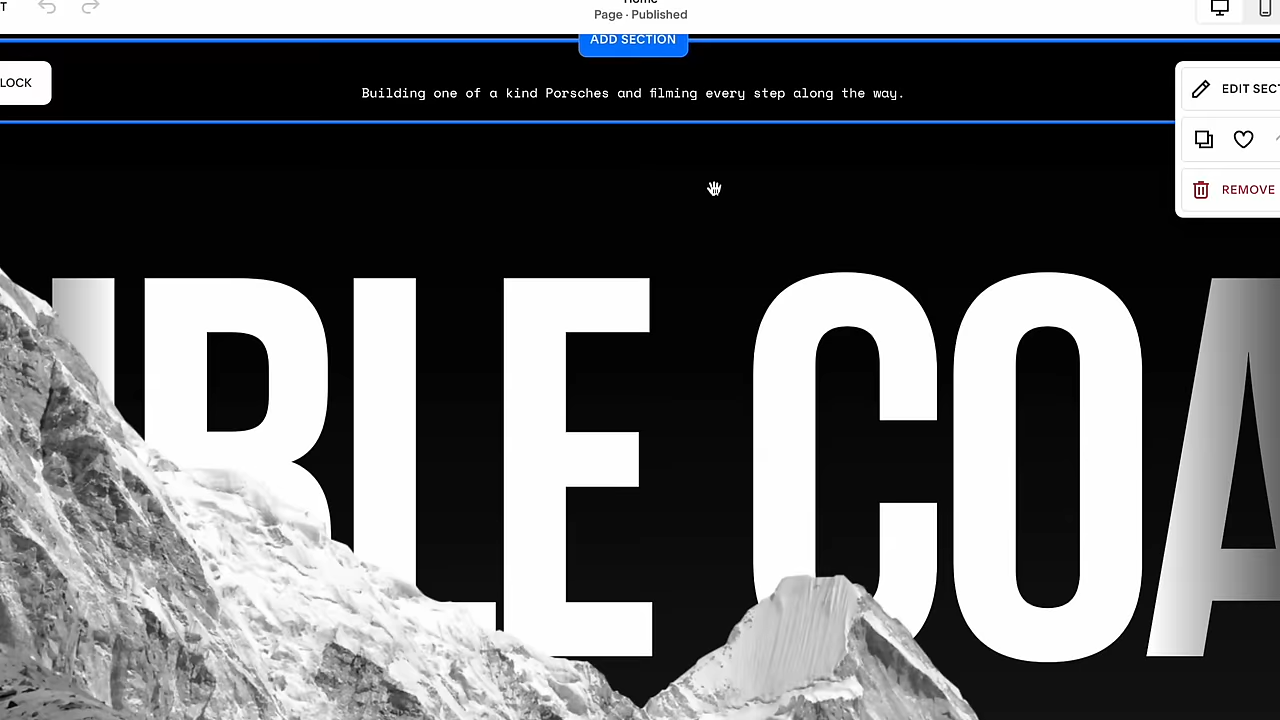 Page · Published
ADD SECTION
LOCK
Building one of a kind Porsches and filming every step along the way.
EDIT SECT
REMOVE
IBLE COA